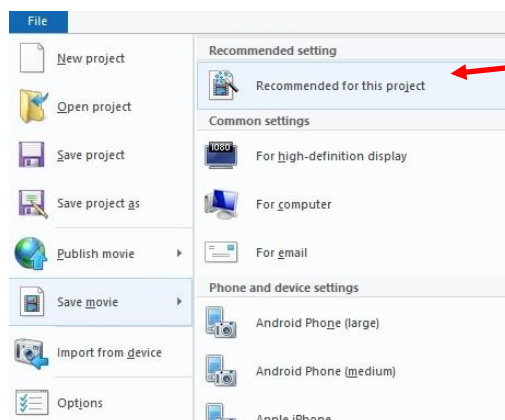 File
New project
Open project
Save project
Save project as
Publish movie
Save movie
Import from device
Options
Recommended setting
Recommended for this project
Common settings
1080
For high-definition display
For computer
For email
Phone and device settings
Android Phone (large)
Android Phone (medium)
Apple iPhone